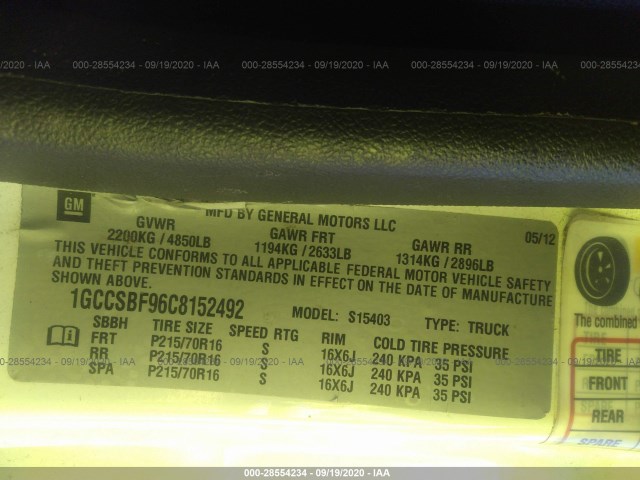 000-28554234 - 09/19/2020 - IAA 000-28554234 - 09/19/2020 - IAA 000-28554234 - 09/19/2020 - IAA
GM
MFD BY GENERAL MOTORS LLC 05/12
GVWR GAWR FRT GAWR RR
2200KG / 4850LB 1194KG / 2633LB 1314KG / 2896LB
THIS VEHICLE CONFORMS TO ALL APPLICABLE FEDERAL MOTOR VEHICLE SAFETY
AND THEFT PREVENTION STANDARDS IN EFFECT ON THE DATE OF MANUFACTURE
SHOWN ABOVE.
1GCCSBF96C8152492 MODEL: S15403 TYPE: TRUCK
SBBH TIRE SIZE SPEED RTG RIM COLD TIRE PRESSURE
FRT P215/70R16 S 16X6J 240 KPA 35 PSI
RR P215/70R16 S 16X6J 240 KPA 35 PSI
SPA P215/70R16 S 16X6J 240 KPA 35 PSI
The combined
TIRE
FRONT
REAR
SPARE
000-28554234 - 09/19/2020 - IAA